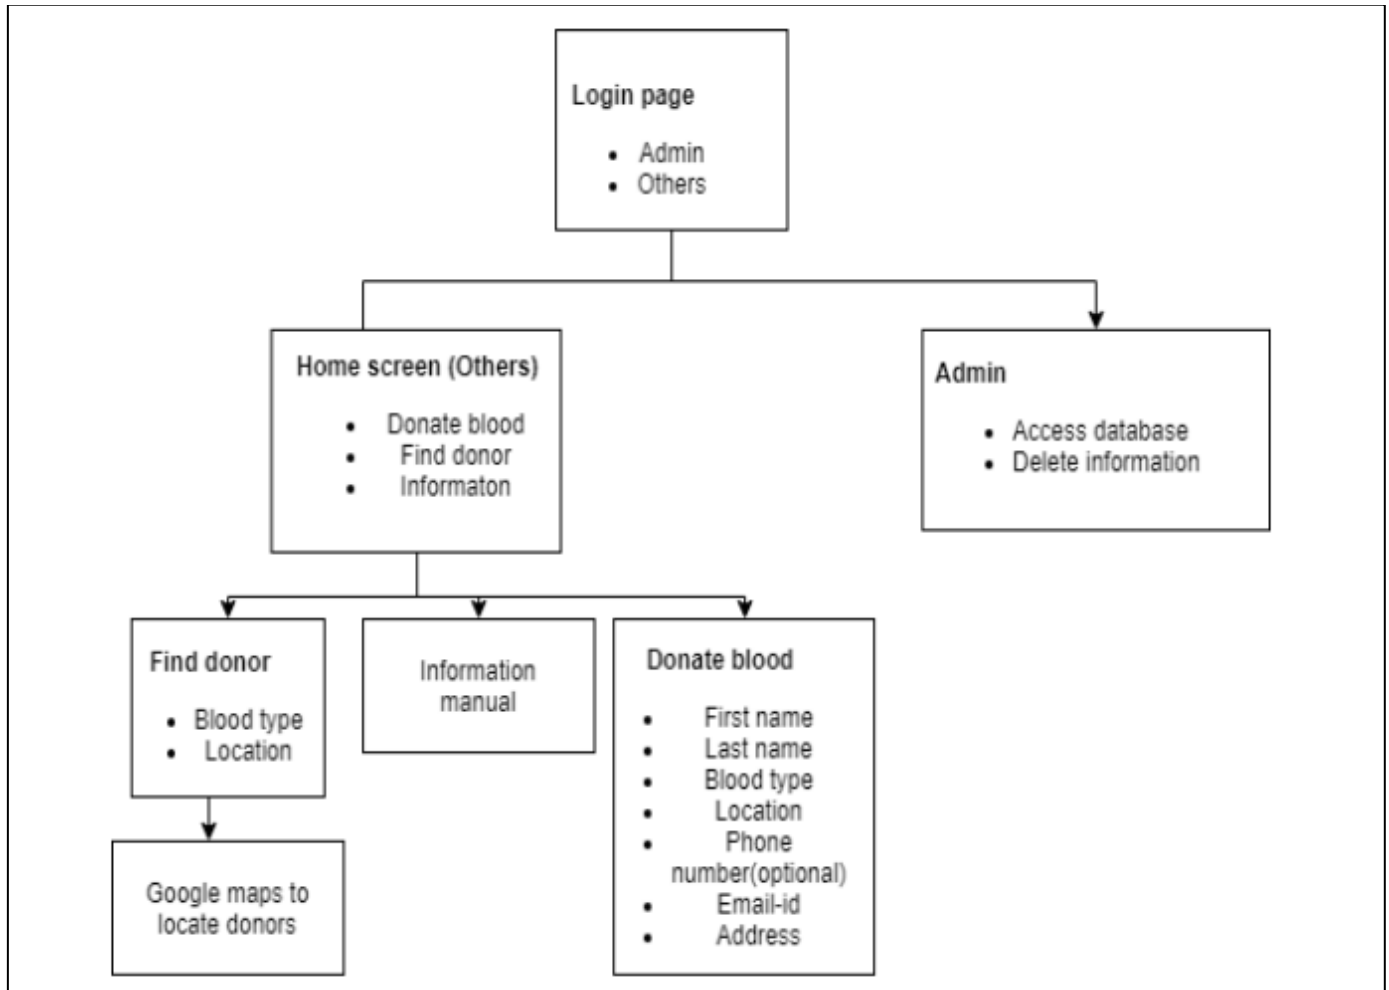 Login page
Admin
Others
Home screen (Others)
Donate blood
Find donor
Informaton
Admin
Access database
Delete information
Find donor
Blood type
Location
Information
manual
Donate blood
First name
Last name
Blood type
Location
Phone
number(optional)
Email-id
Address
Google maps to
locate donors